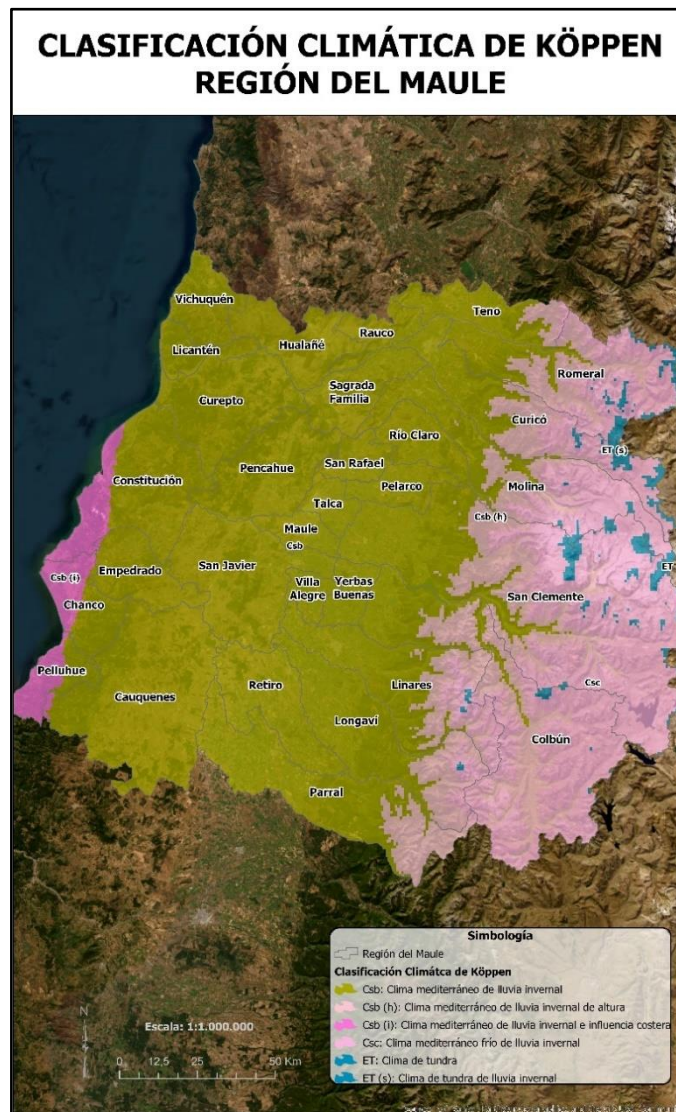 CLASIFICACIÓN CLIMÁTICA DE KÖPPEN
REGIÓN DEL MAULE
Vichuquén
Teno
Rauco
Hualañé
Licantén
Romeral
Sagrada
Familia
Curepto
Curicó
Río Claro
ET (s)
San Rafael
Pencahue
Constitución
Pelarco
Molina
Talca
Csb (h)
Maule
Csb
San Javier
Empedrado
ET
Csb (i)
Villa
Alegre
Yerbas
Buenas
San Clemente
Chanco
Pelluhue
Retiro
Linares
Csc
Cauquenes
Longaví
Colbún
Parral
Simbología
Región del Maule
Clasificación Climátca de Köppen
Csb: Clima mediterráneo de lluvia invernal
Csb (h): Clima mediterráneo de lluvia invernal de altura
Csb (i): Clima mediterráneo de lluvia invernal e influencia costera
Csc: Clima mediterráneo frío de lluvia invernal
ET: Clima de tundra
ET (s): Clima de tundra de lluvia invernal
N
Escala: 1:1.000.000
0 12,5 25 50 Km